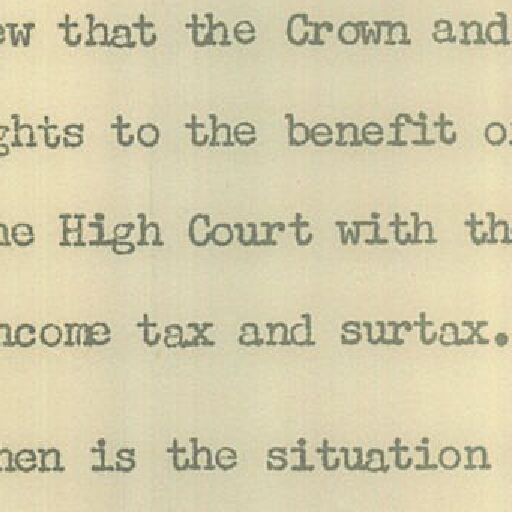 ew that the Crown and
ghts to the benefit o
he High Court with th
ncome tax and surtax.
hen is the situation